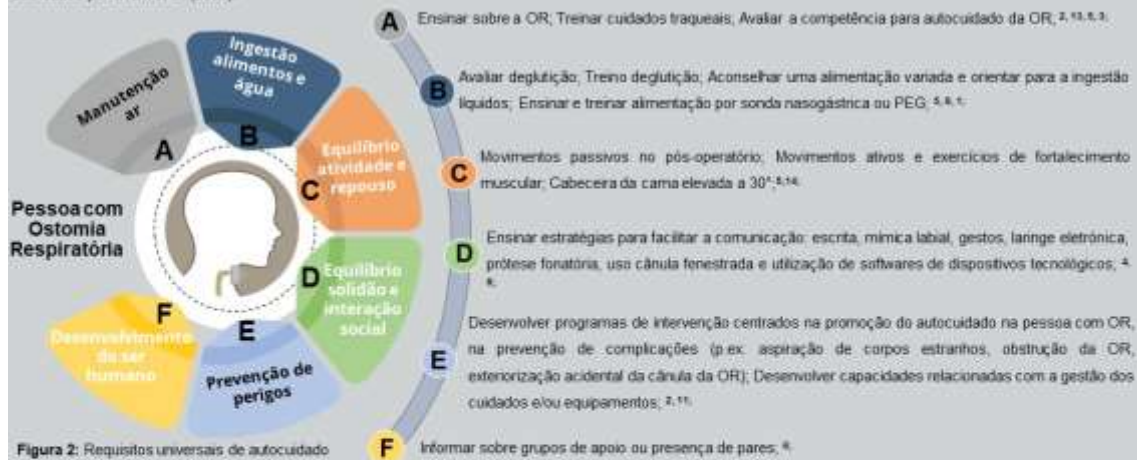 Manutenção
ar
A
Ingestão
alimentos e
água
B
Equilíbrio
atividade e
repouso
C
Equilíbrio
solidão e
interação
social
D
Prevenção de
perigos
E
Desenvolvimento
do ser
humano
F
Pessoa com
Ostomia
Respiratória
Figura 2: Requisitos universais de autocuidado
A
Ensinar sobre a OR; Treinar cuidados traqueais; Avaliar a competência para autocuidado da OR;
B
Avaliar deglutição; Treino deglutição; Aconselhar uma alimentação variada e orientar para a ingestão
líquidos; Ensinar e treinar alimentação por sonda nasogástrica ou PEG;
C
Movimentos passivos no pós-operatório; Movimentos ativos e exercícios de fortalecimento
muscular; Cabeceira da cama elevada a 30°;
D
Ensinar estratégias para facilitar a comunicação: escrita, mímica labial, gestos, laringe eletrónica,
prótese fonatória, uso cânula fenestrada e utilização de softwares de dispositivos tecnológicos;
E
Desenvolver programas de intervenção centrados na promoção do autocuidado na pessoa com OR,
na prevenção de complicações (p.ex. aspiração de corpos estranhos, obstrução da OR,
exteriorização acidental da cânula da OR); Desenvolver capacidades relacionadas com a gestão dos
cuidados e/ou equipamentos; 2,11.
F
Informar sobre grupos de apoio ou presença de pares;